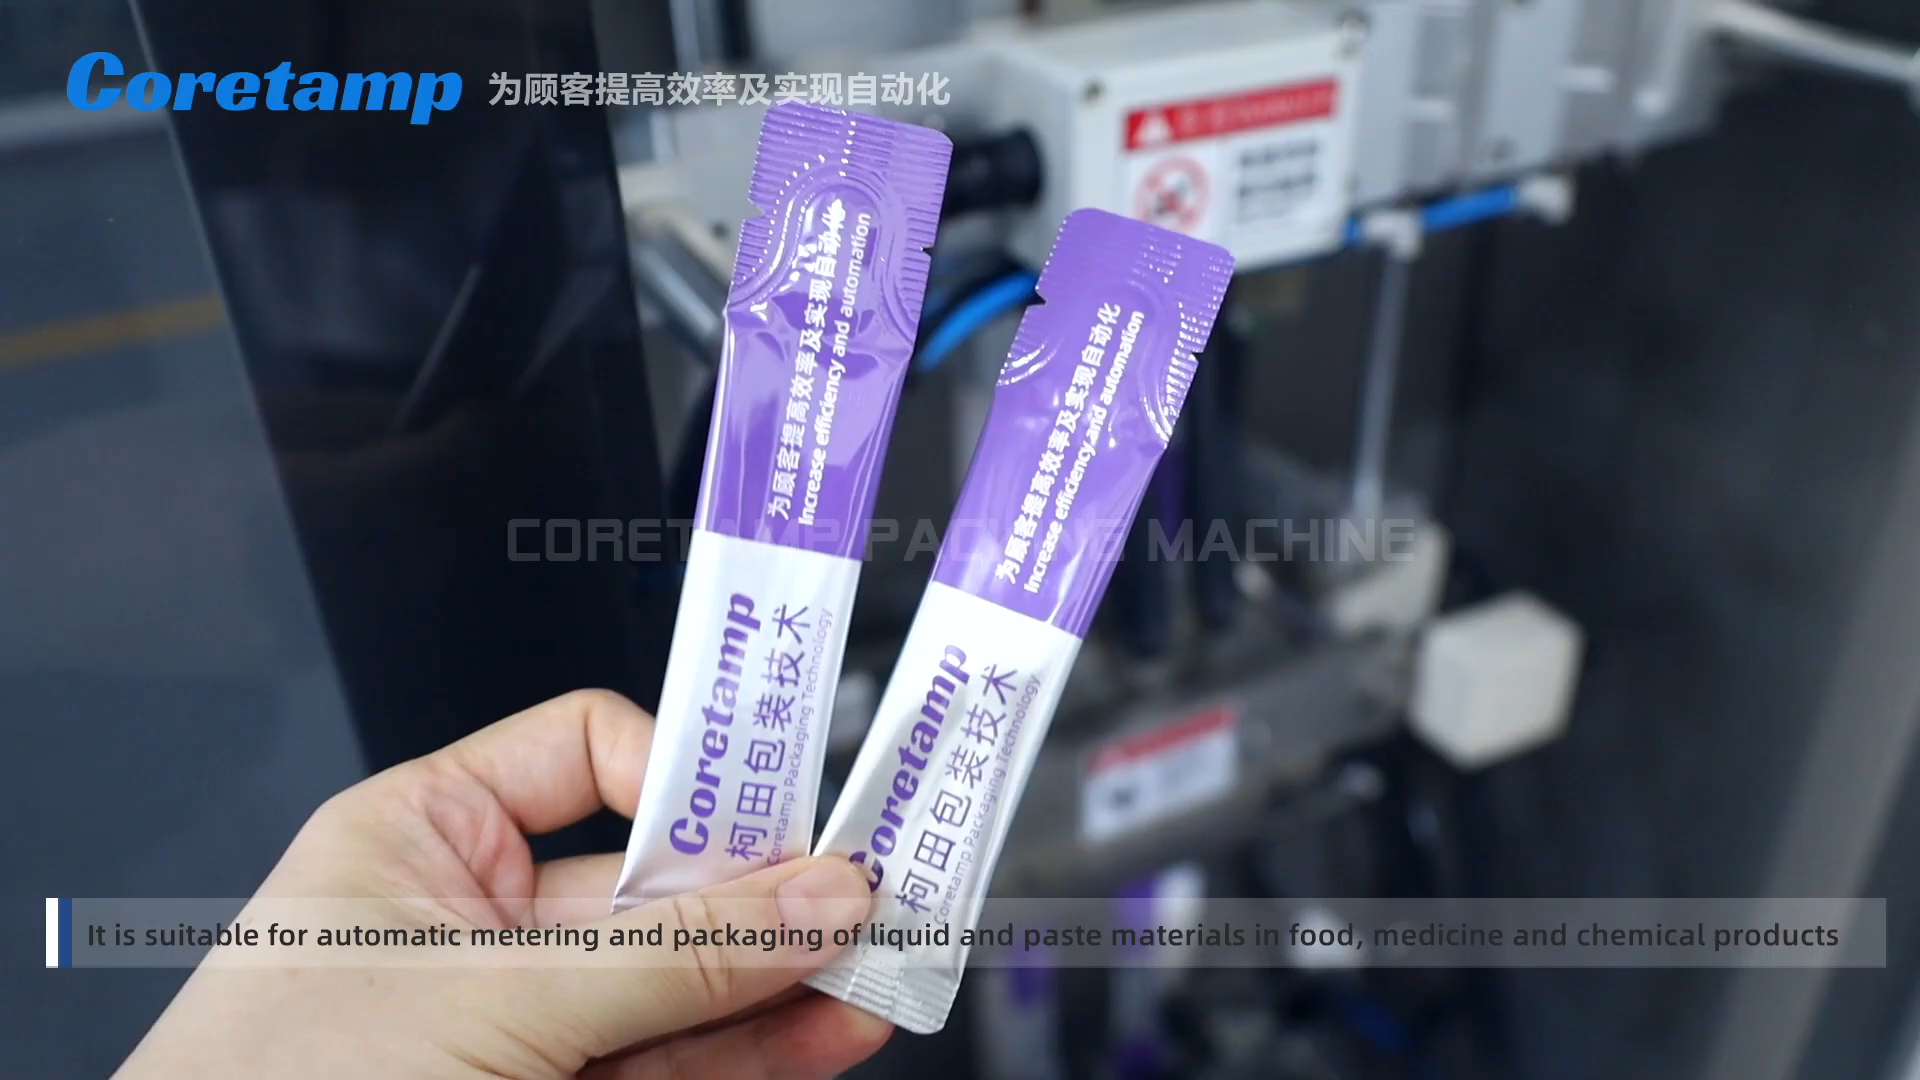 Coretamp 为顾客提高效率及实现自动化
为顾客提高效率及实现自动化
Increase efficiency and automation
Coretamp
柯田包装技术
Coretamp Packaging Technology
为顾客提高效率及实现自动化
Increase efficiency and automation
Coretamp
柯田包装技术
Coretamp Packaging Technology
CORETAMP PACKING MACHINE
It is suitable for automatic metering and packaging of liquid and paste materials in food, medicine and chemical products